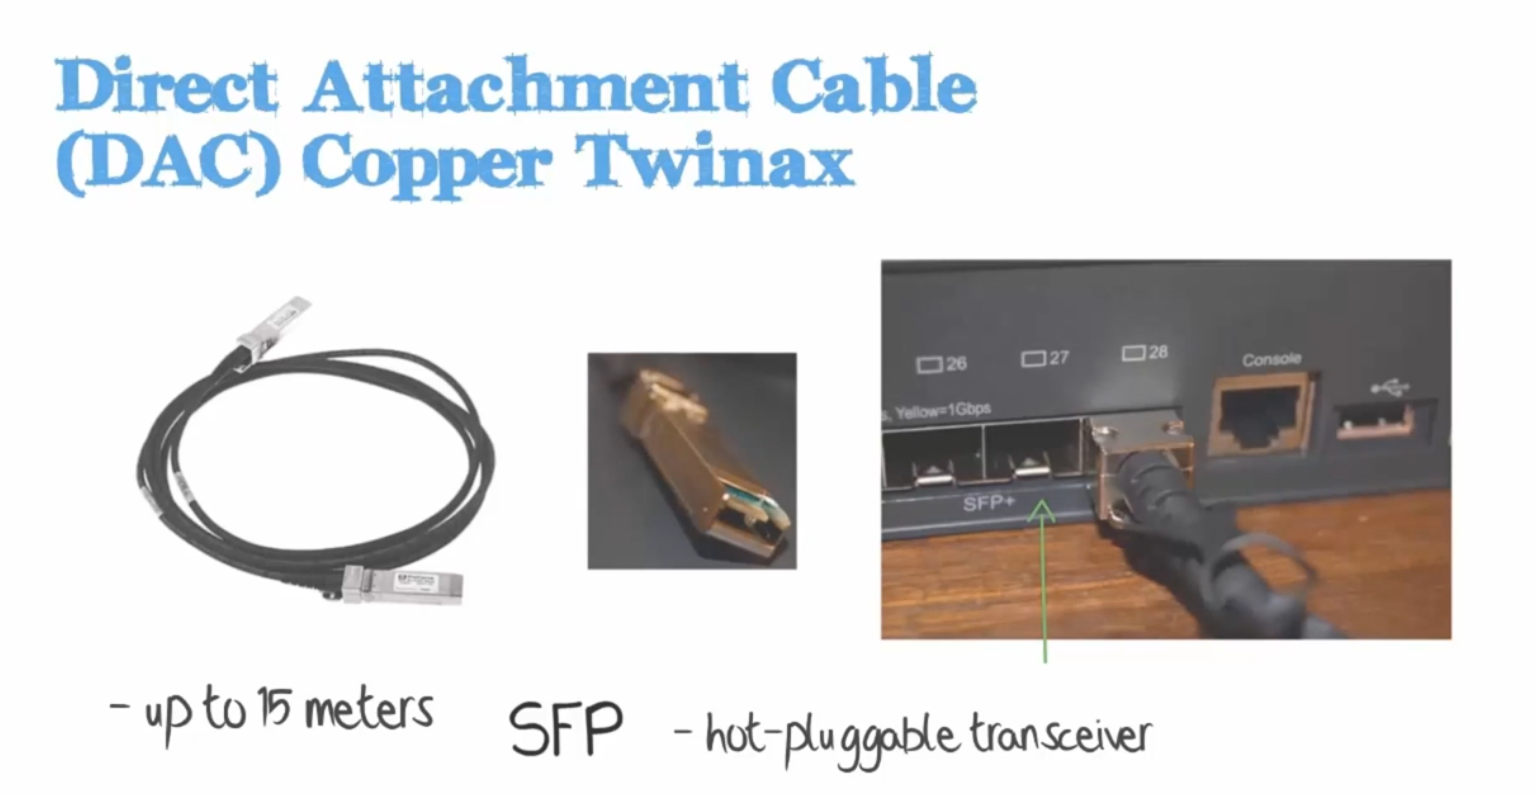 Direct Attachment Cable
(DAC) Copper Twinax
26
27
28
Console
s, Yellow=1Gbps
SFP+
- up to 15 meters
SFP
- hot-pluggable transceiver